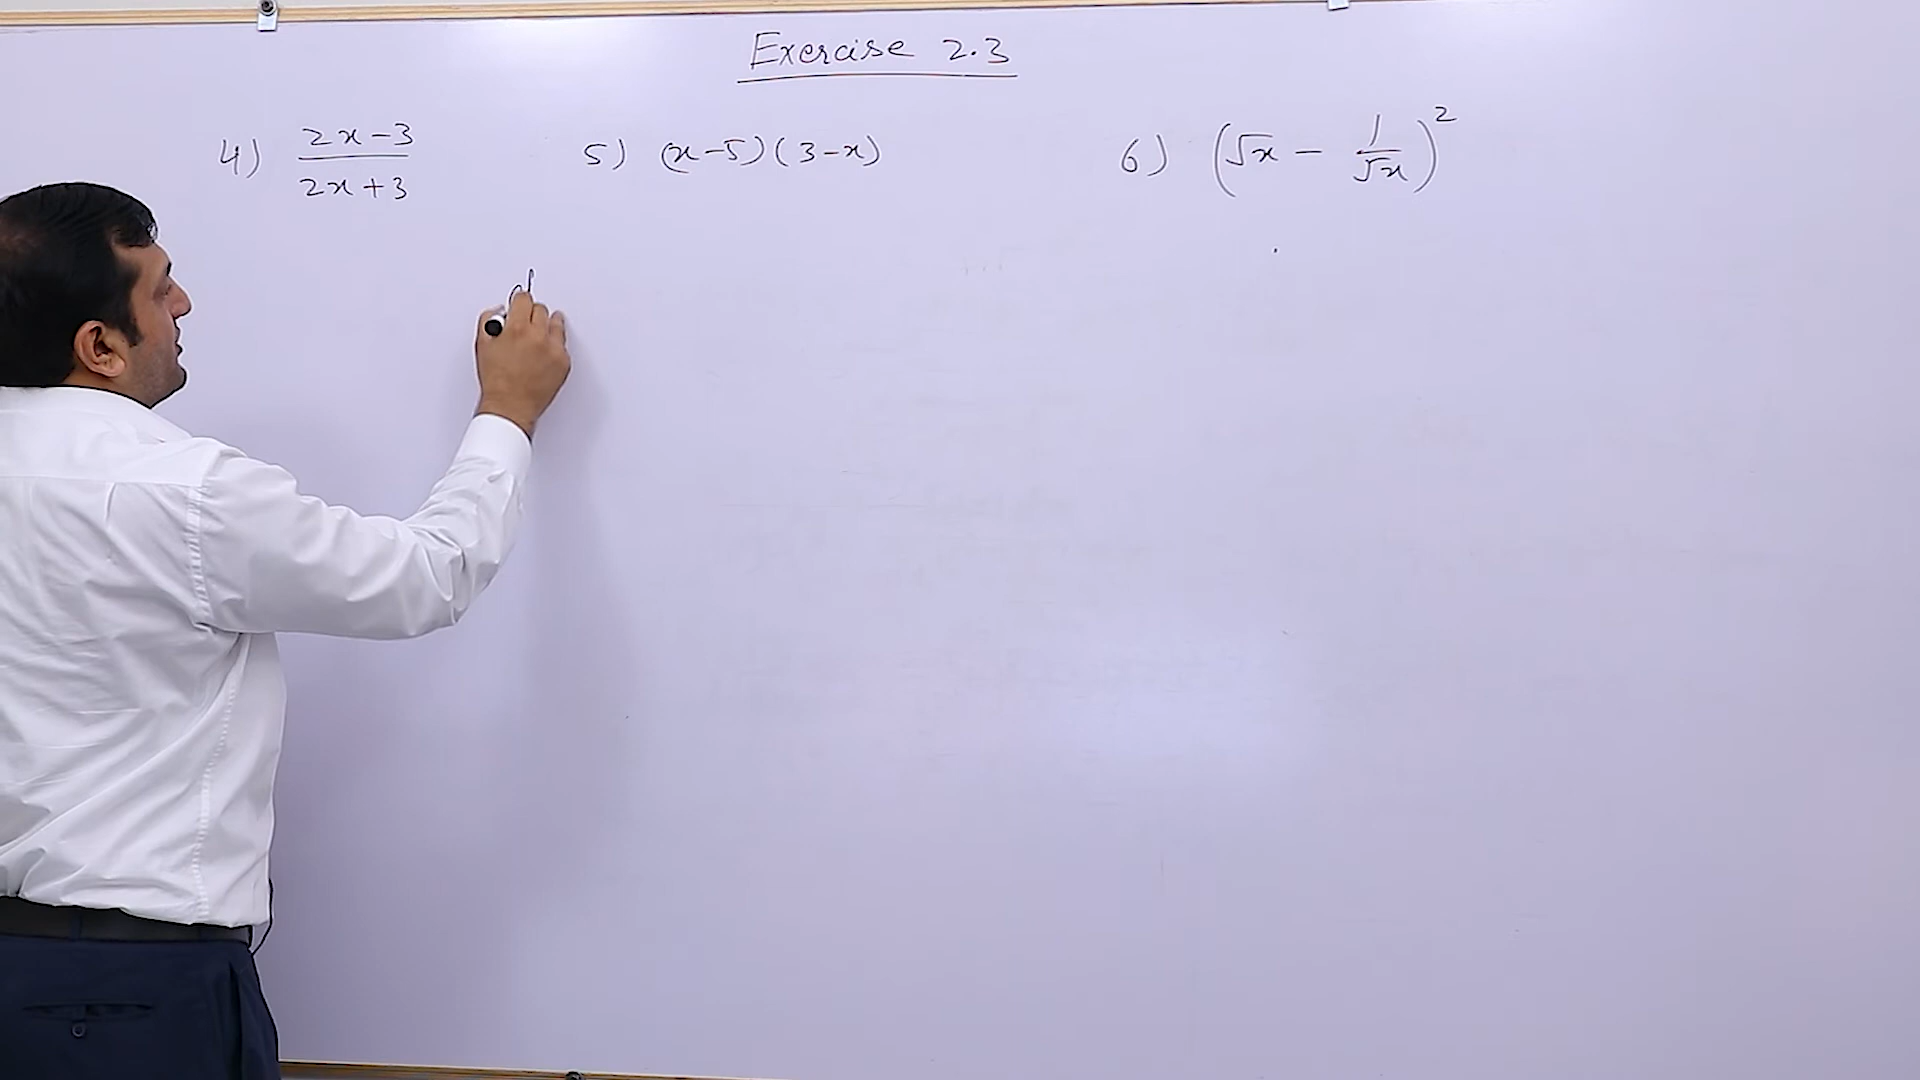 Exercise 2.3
4) (2x-3)/(2x+3) 5) (x-5)(3-x) 6) (√x - 1/√x)²
d